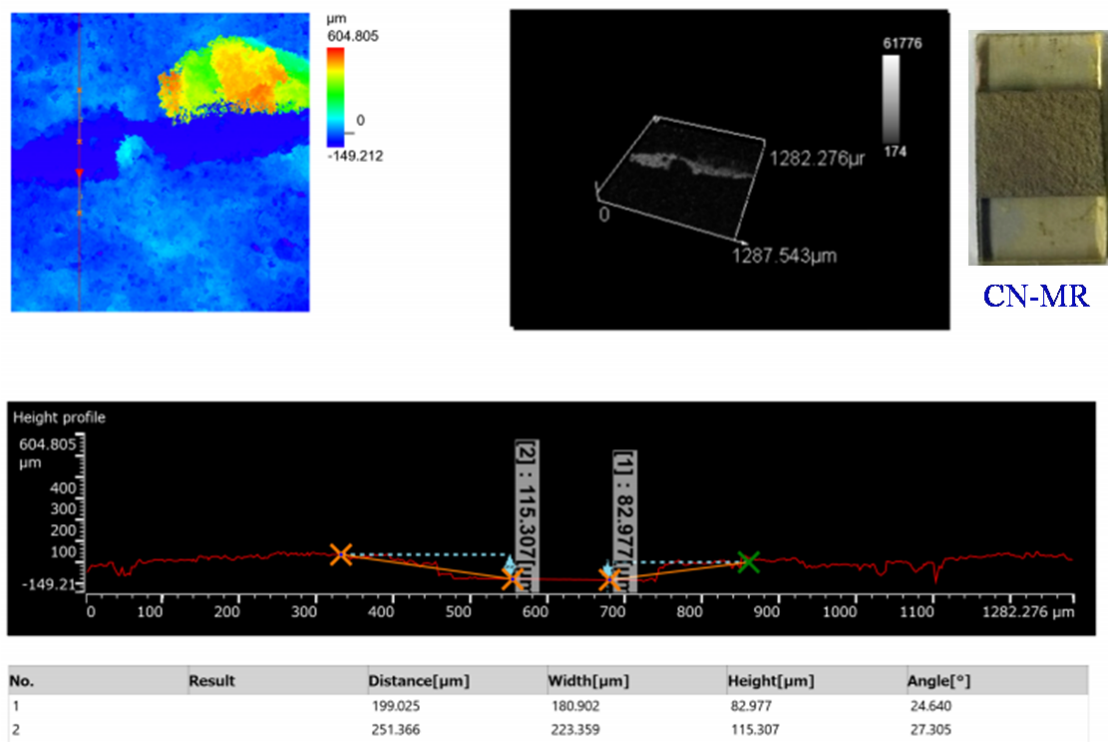 µm
604.805
0
-149.212
61776
174
1282.276µr
0
1287.543µm
CN-MR
Height profile
604.805
µm
400
300
200
100
-149.21
[2] : 115.307[µm
[1] : 82.977[µm
0 100 200 300 400 500 600 700 800 900 1000 1100 1282.276 µm
No. Result Distance[µm] Width[µm] Height[µm] Angle[°]
1 199.025 180.902 82.977 24.640
2 251.366 223.359 115.307 27.305